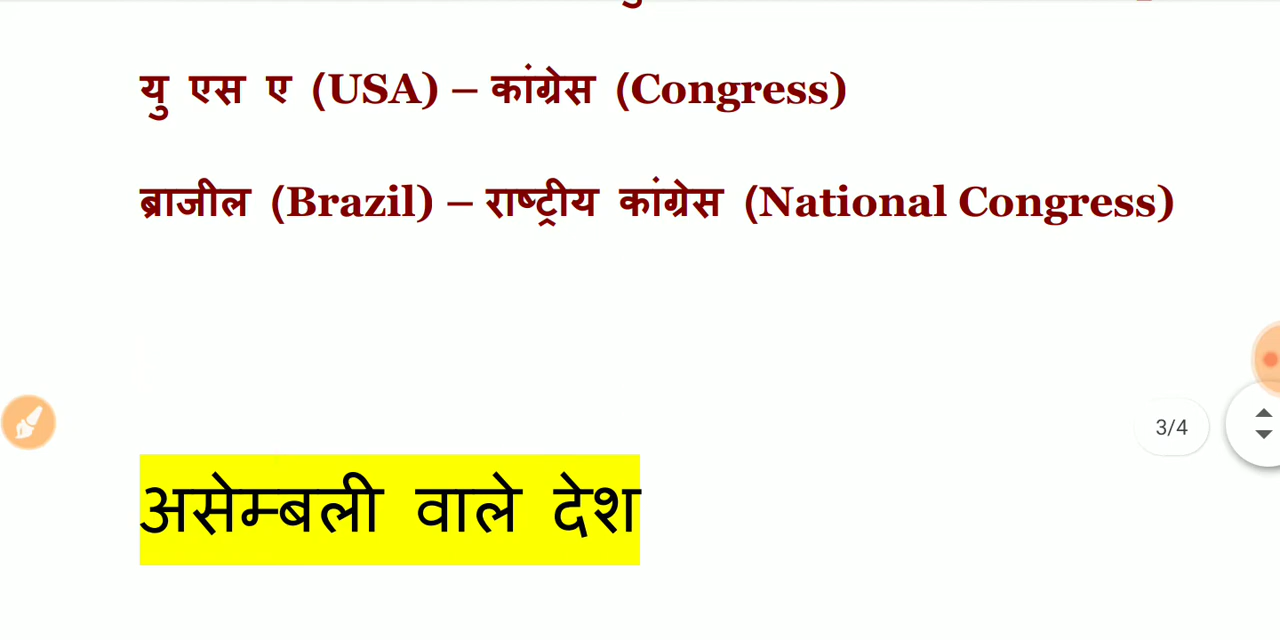 यु एस ए (USA) – कांग्रेस (Congress)
ब्राजील (Brazil) – राष्ट्रीय कांग्रेस (National Congress)
3/4
असेम्बली वाले देश